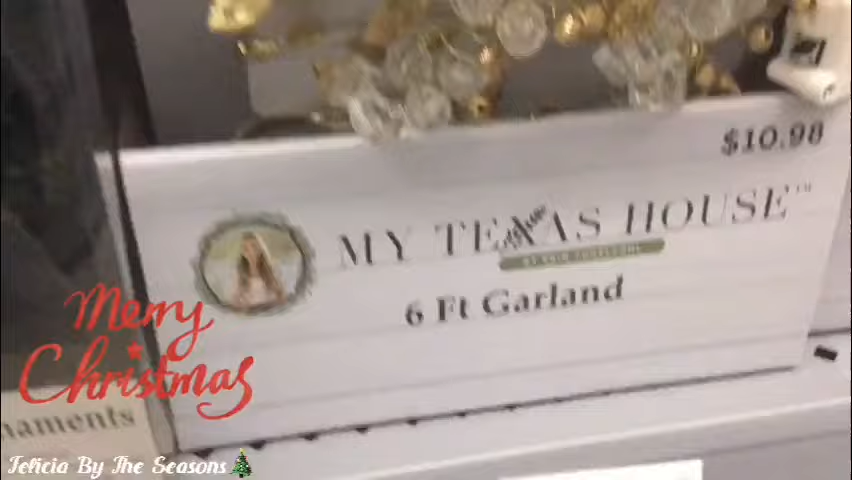 $10.98
MY TEXAS HOUSE™
6 Ft Garland
Merry
Christmas
naments
Felicia By The Seasons